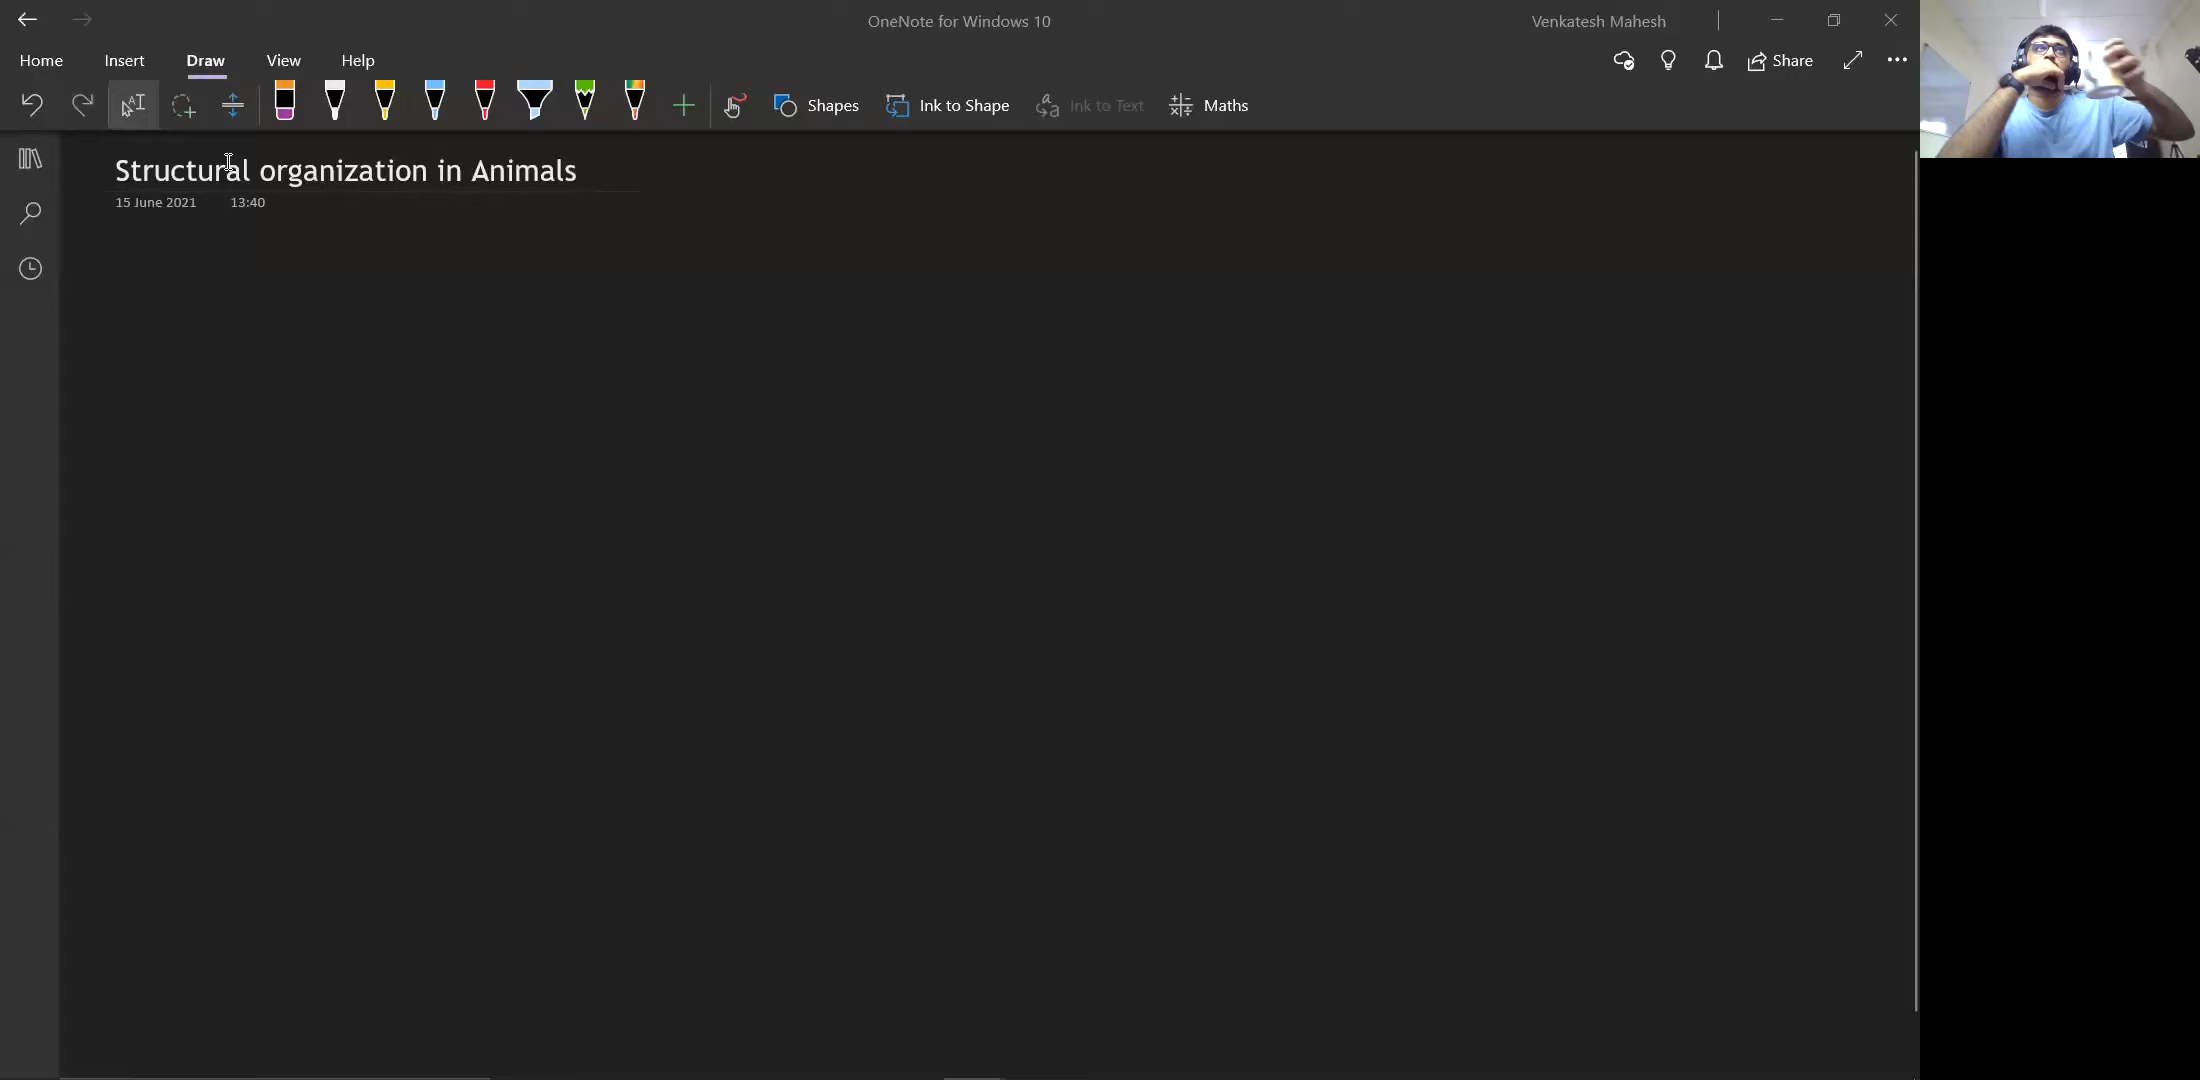 OneNote for Windows 10
Venkatesh Mahesh
Home
Insert
Draw
View
Help
Share
Shapes
Ink to Shape
Ink to Text
Maths
Structural organization in Animals
15 June 2021
13:40